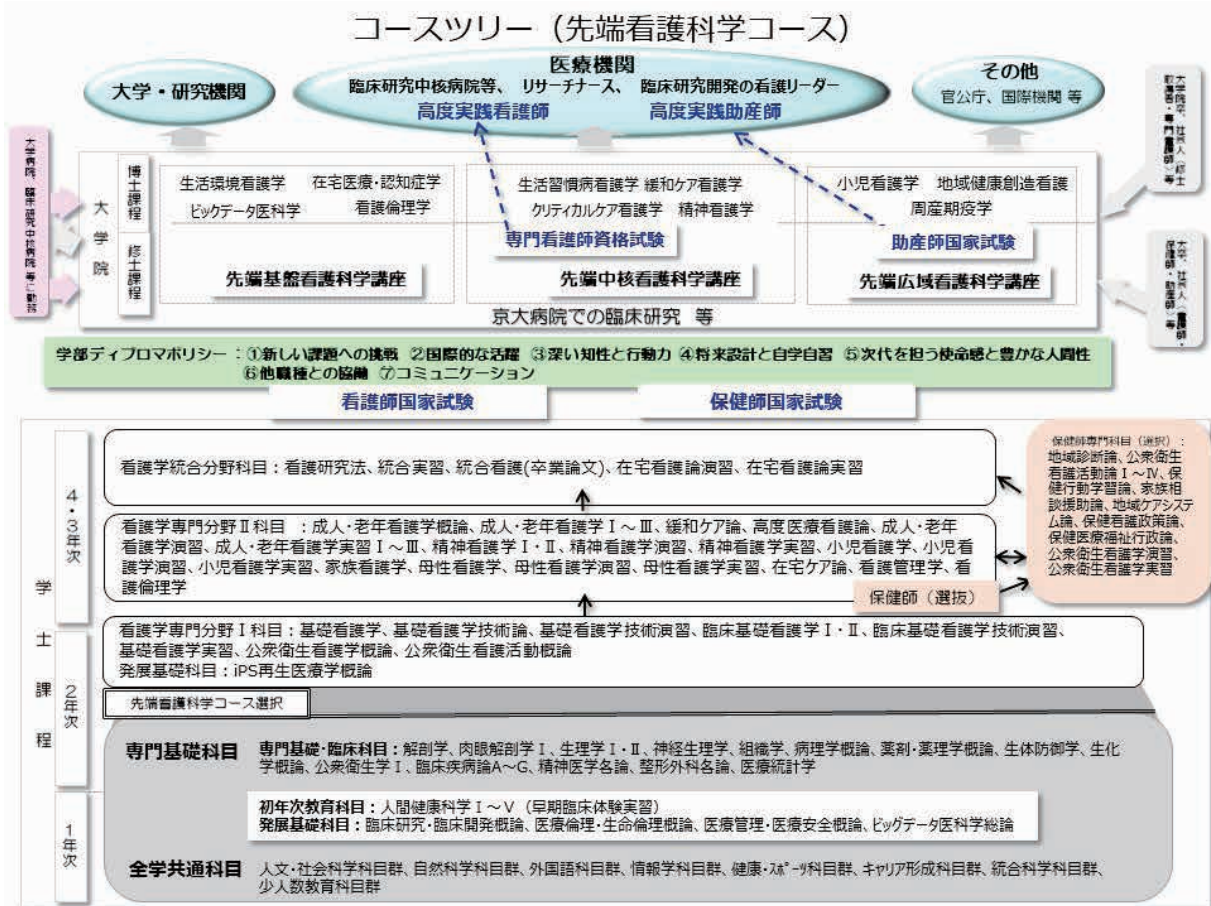 コースツリー（先端看護科学コース）
大学・研究機関
医療機関
臨床研究中核病院等、 リサーチナース、 臨床研究開発の看護リーダー
高度実践看護師
高度実践助産師
その他
官公庁、国際機関 等
大学院卒、社会人（修士
取得者・専門看護師）等
大学病院、臨床研究中核病院 等に勤務
大学院
博士課程
修士課程
生活環境看護学
在宅医療・認知症学
ビックデータ医科学
看護倫理学
先端基盤看護科学講座
生活習慣病看護学 緩和ケア看護学
クリティカルケア看護学 精神看護学
専門看護師資格試験
先端中核看護科学講座
小児看護学 地域健康創造看護
周産期疫学
助産師国家試験
先端広域看護科学講座
大卒、社会人（看護師・
保健師・助産師）等
京大病院での臨床研究 等
学部ディプロマポリシー：①新しい課題への挑戦 ②国際的な活躍 ③深い知性と行動力 ④将来設計と自学自習 ⑤次代を担う使命感と豊かな人間性
⑥他職種との協働 ⑦コミュニケーション
看護師国家試験
保健師国家試験
学士課程
4・3年次
看護学統合分野科目：看護研究法、統合実習、統合看護(卒業論文)、在宅看護論演習、在宅看護論実習
看護学専門分野Ⅱ科目 ：成人・老年看護学概論、成人・老年看護学Ⅰ～Ⅲ、緩和ケア論、高度医療看護論、成人・老年
看護学演習、成人・老年看護学実習Ⅰ～Ⅲ、精神看護学Ⅰ・Ⅱ、精神看護学演習、精神看護学実習、小児看護学、小児看
護学演習、小児看護学実習、家族看護学、母性看護学、母性看護学演習、母性看護学実習、在宅ケア論、看護管理学、看
護倫理学
保健師（選抜）
保健師専門科目（選択）：
地域診断論、公衆衛生
看護活動論Ⅰ～Ⅳ、保
健行動学習論、家族相
談援助論、地域ケアシステ
ム論、保健看護政策論、
保健医療福祉行政論、
公衆衛生看護学演習、
公衆衛生看護学実習
2年次
看護学専門分野Ⅰ科目：基礎看護学、基礎看護学技術論、基礎看護学技術演習、臨床基礎看護学Ⅰ・Ⅱ、臨床基礎看護学技術演習、
基礎看護学実習、公衆衛生看護学概論、公衆衛生看護活動概論
発展基礎科目：iPS再生医療学概論
先端看護科学コース選択
専門基礎科目
専門基礎・臨床科目：解剖学、肉眼解剖学Ⅰ、生理学Ⅰ・Ⅱ、神経生理学、組織学、病理学概論、薬剤・薬理学概論、生体防御学、生化
学概論、公衆衛生学Ⅰ、臨床疾病論A～G、精神医学各論、整形外科各論、医療統計学
1年次
初年次教育科目：人間健康科学Ⅰ～Ⅴ（早期臨床体験実習）
発展基礎科目：臨床研究・臨床開発概論、医療倫理・生命倫理概論、医療管理・医療安全概論、ビッグデータ医科学総論
全学共通科目
人文・社会科学科目群、自然科学科目群、外国語科目群、情報学科目群、健康・ｽﾎﾟｰﾂ科目群、キャリア形成科目群、統合科学科目群、
少人数教育科目群